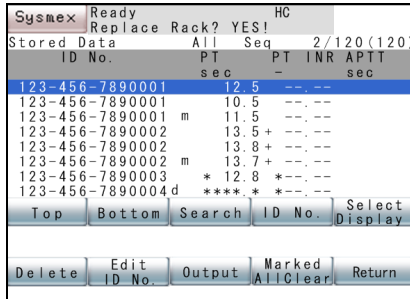 Sysmex Ready HC
Replace Rack? YES!
Stored Data All Seq 2/120(120)
ID No. PT PT INR APTT
sec - sec
123-456-7890001 12.5 --.--
123-456-7890001 10.5 --.--
123-456-7890001 m 11.5 --.--
123-456-7890002 13.5+ --.--
123-456-7890002 13.8+ --.--
123-456-7890002 m 13.7+ --.--
123-456-7890003 * 12.8 *--.--
123-456-7890004 d ****.* *--.--
Top Bottom Search ID No. Select Display
Delete Edit ID No. Output Marked AllClear Return